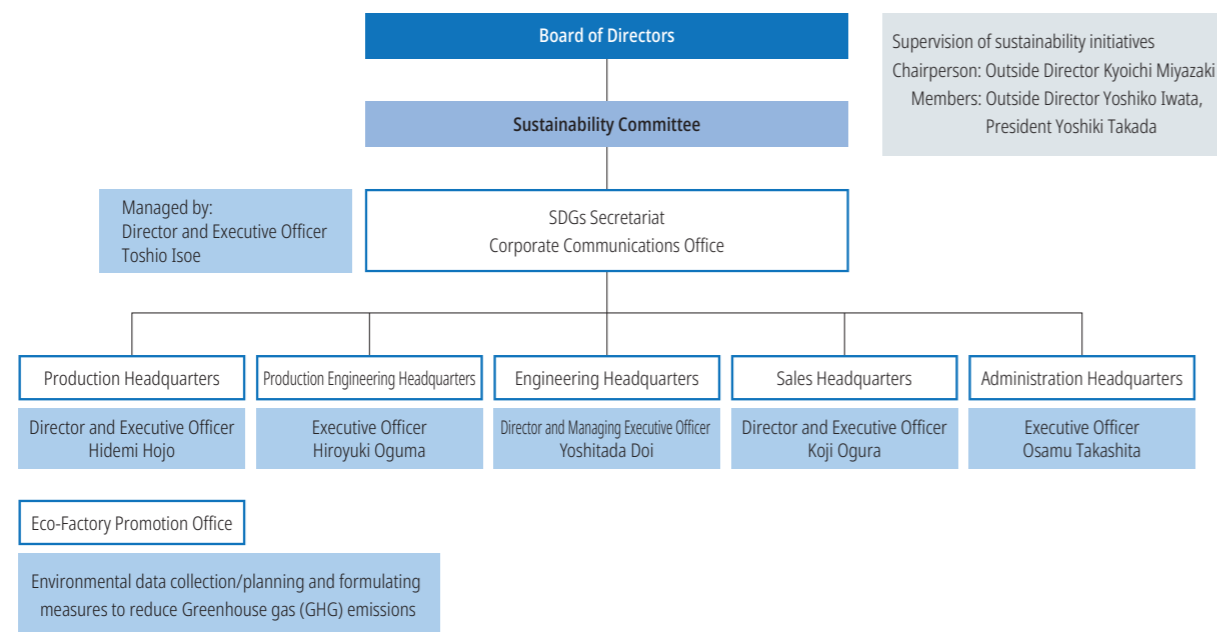 Board of Directors
Supervision of sustainability initiatives
Chairperson: Outside Director Kyoichi Miyazaki
Members: Outside Director Yoshiko Iwata,
President Yoshiki Takada
Sustainability Committee
Managed by:
Director and Executive Officer
Toshio Isoe
SDGs Secretariat
Corporate Communications Office
Production Headquarters
Director and Executive Officer
Hidemi Hojo
Production Engineering Headquarters
Executive Officer
Hiroyuki Oguma
Engineering Headquarters
Director and Managing Executive Officer
Yoshitada Doi
Sales Headquarters
Director and Executive Officer
Koji Ogura
Administration Headquarters
Executive Officer
Osamu Takashita
Eco-Factory Promotion Office
Environmental data collection/planning and formulating
measures to reduce Greenhouse gas (GHG) emissions